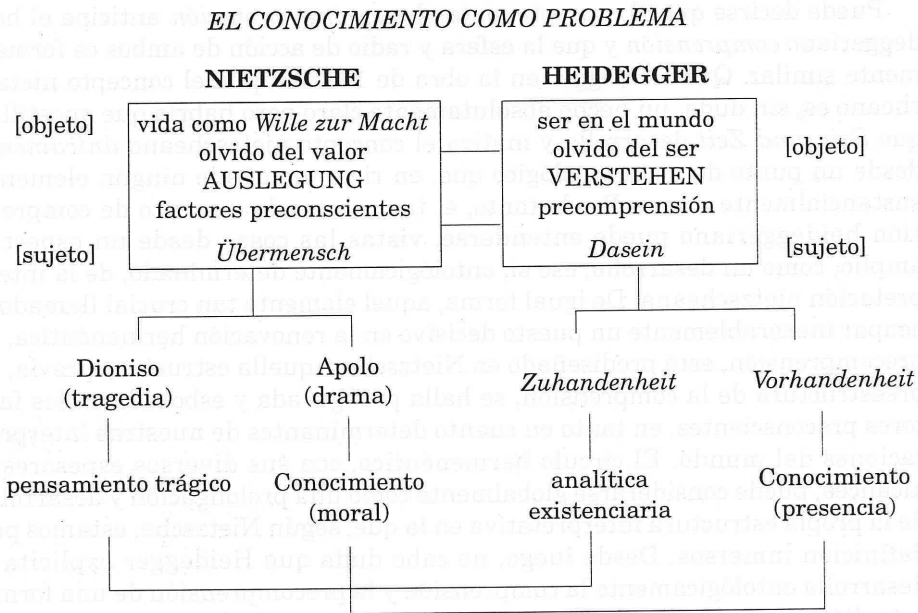 EL CONOCIMIENTO COMO PROBLEMA
NIETZSCHE HEIDEGGER
[objeto] vida como Wille zur Macht ser en el mundo
olvido del valor olvido del ser [objeto]
AUSLEGUNG VERSTEHEN
factores preconscientes precomprensión
[sujeto] Übermensch Dasein [sujeto]
Dioniso Apolo Zuhandenheit Vorhandenheit
(tragedia) (drama)
pensamiento trágico Conocimiento analítica Conocimiento
(moral) existenciaria (presencia)